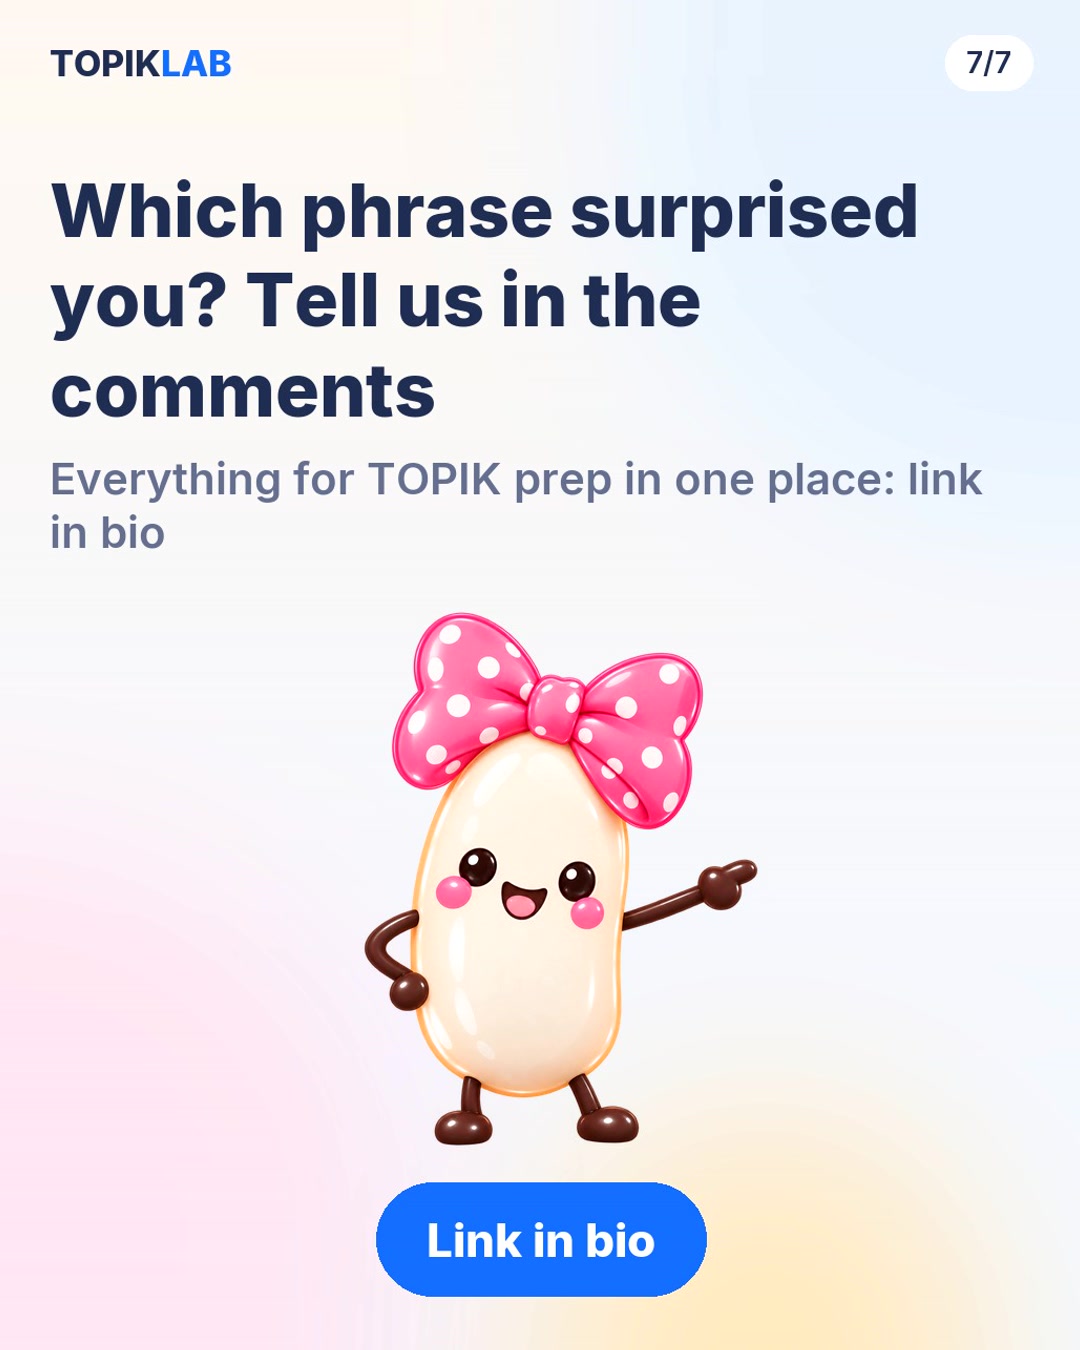 TOPIKLAB
7/7
Which phrase surprised
you? Tell us in the
comments
Everything for TOPIK prep in one place: link
in bio
Link in bio